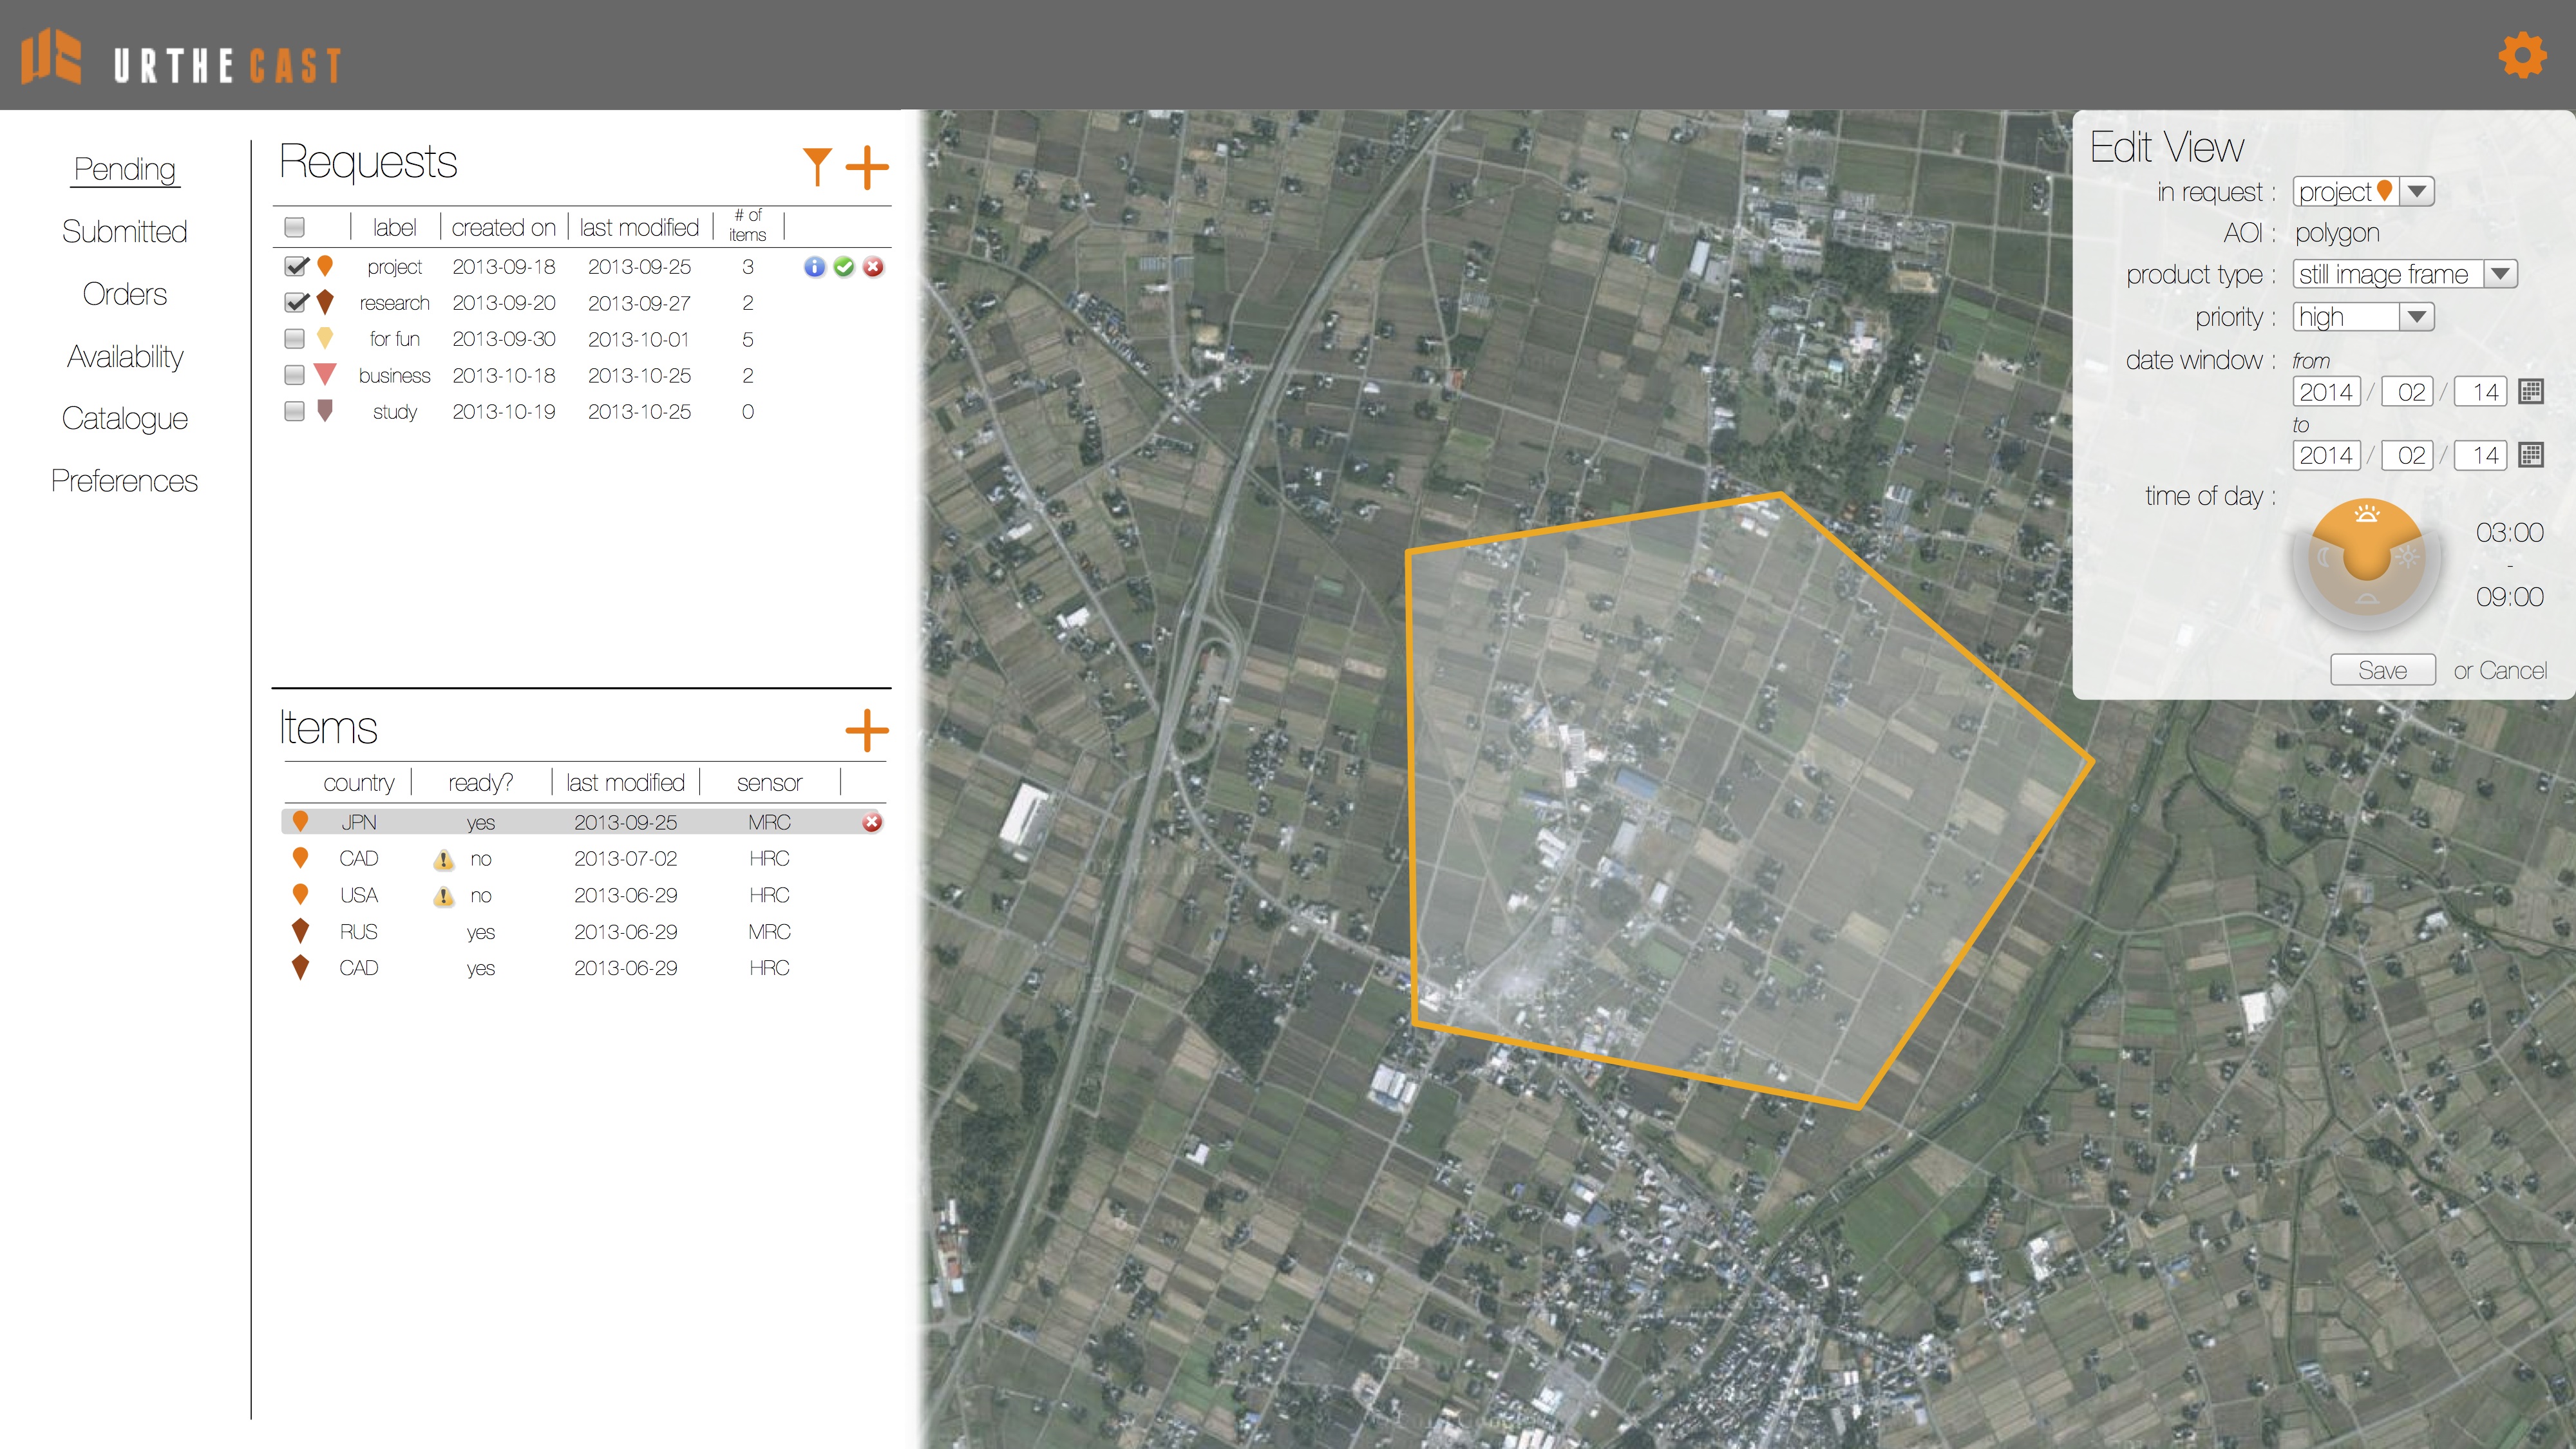 URTHECAST
Pending
Submitted
Orders
Availability
Catalogue
Preferences
Requests
label created on last modified # of items
project 2013-09-18 2013-09-25 3
research 2013-09-20 2013-09-27 2
for fun 2013-09-30 2013-10-01 5
business 2013-10-18 2013-10-25 2
study 2013-10-19 2013-10-25 0
Items
country ready? last modified sensor
JPN yes 2013-09-25 MRC
CAD no 2013-07-02 HRC
USA no 2013-06-29 HRC
RUS yes 2013-06-29 MRC
CAD yes 2013-06-29 HRC
Edit View
in request : project
AOI : polygon
product type : still image frame
priority : high
date window : from
2014 / 02 / 14
to
2014 / 02 / 14
time of day :
03:00
-
09:00
Save or Cancel